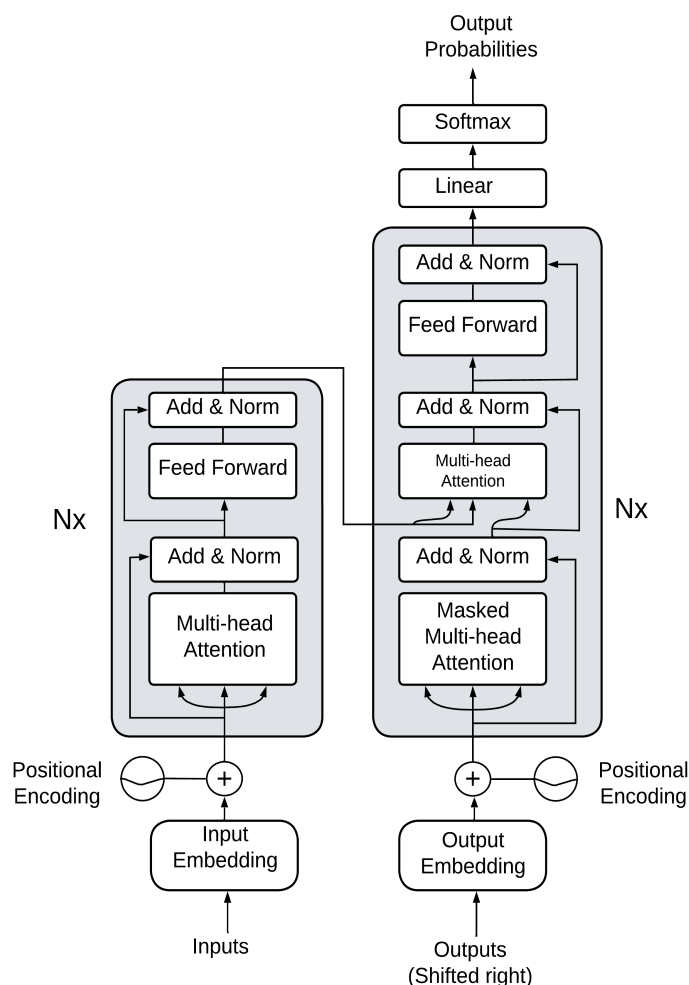 Output
Probabilities
Softmax
Linear
Add & Norm
Feed Forward
Add & Norm
Multi-head
Attention
Nx
Add & Norm
Masked
Multi-head
Attention
Add & Norm
Feed Forward
Nx
Add & Norm
Multi-head
Attention
Positional
Encoding
+
+
Positional
Encoding
Input
Embedding
Output
Embedding
Inputs
Outputs
(Shifted right)